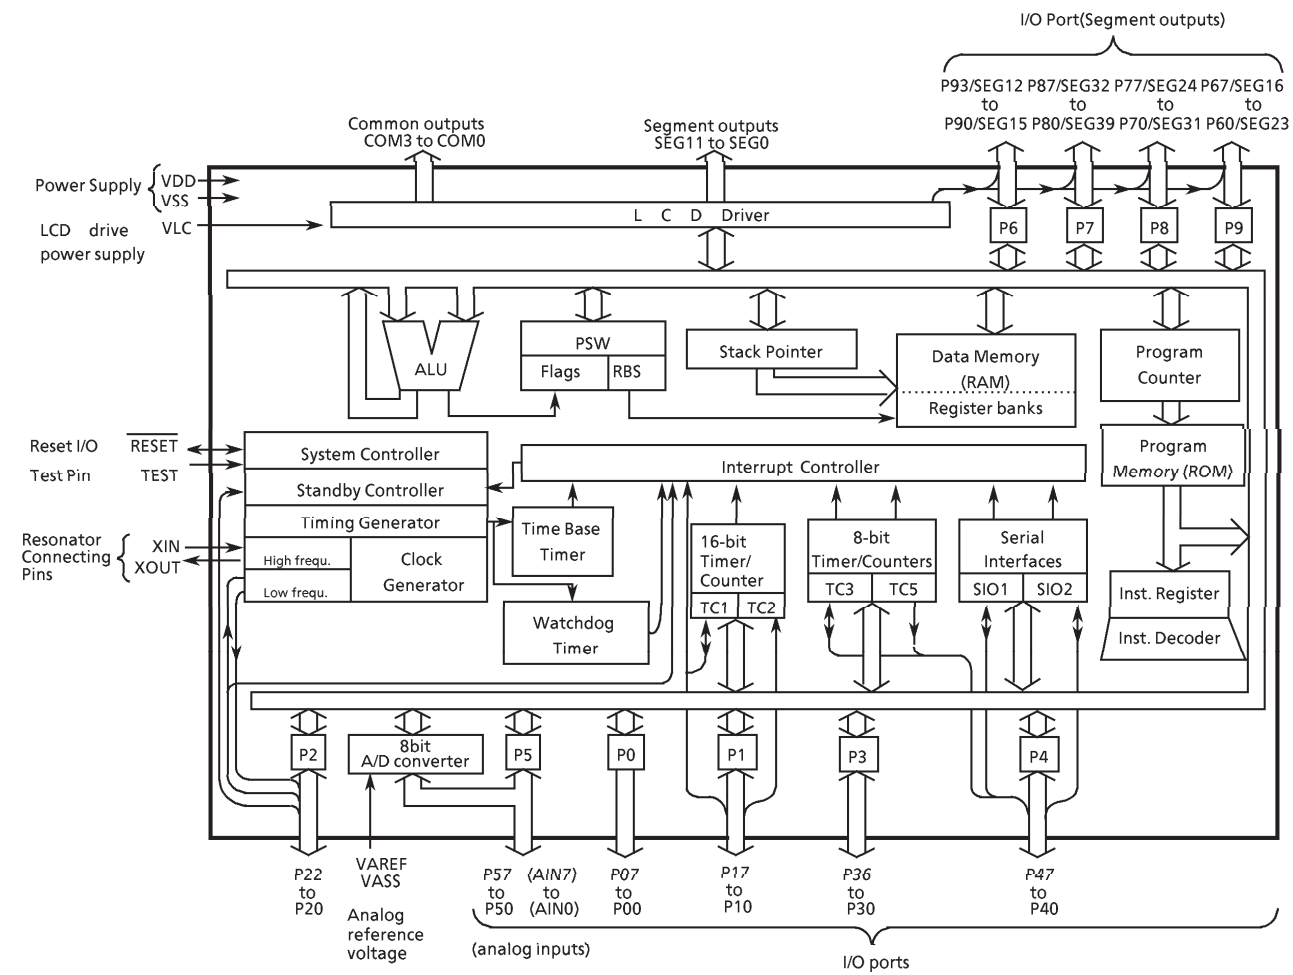 I/O Port(Segment outputs)
P93/SEG12 P87/SEG32 P77/SEG24 P67/SEG16
to to to to
P90/SEG15 P80/SEG39 P70/SEG31 P60/SEG23
Common outputs
COM3 to COM0
Segment outputs
SEG11 to SEG0
Power Supply
VDD
VSS
LCD drive
power supply
VLC
L C D Driver
P6
P7
P8
P9
ALU
PSW
Flags
RBS
Stack Pointer
Data Memory
(RAM)
Register banks
Program
Counter
Program
Memory (ROM)
Reset I/O
RESET
Test Pin
TEST
System Controller
Standby Controller
Timing Generator
High frequ.
Low frequ.
Clock
Generator
Interrupt Controller
Resonator
Connecting
Pins
XIN
XOUT
Time Base
Timer
Watchdog
Timer
16-bit
Timer/
Counter
TC1
TC2
8-bit
Timer/Counters
TC3
TC5
Serial
Interfaces
SIO1
SIO2
Inst. Register
Inst. Decoder
P2
8bit
A/D converter
P5
P0
P1
P3
P4
P22
to
P20
VAREF
VASS
Analog
reference
voltage
P57 (AIN7)
to to
P50 (AIN0)
(analog inputs)
P07
to
P00
P17
to
P10
P36
to
P30
P47
to
P40
I/O ports